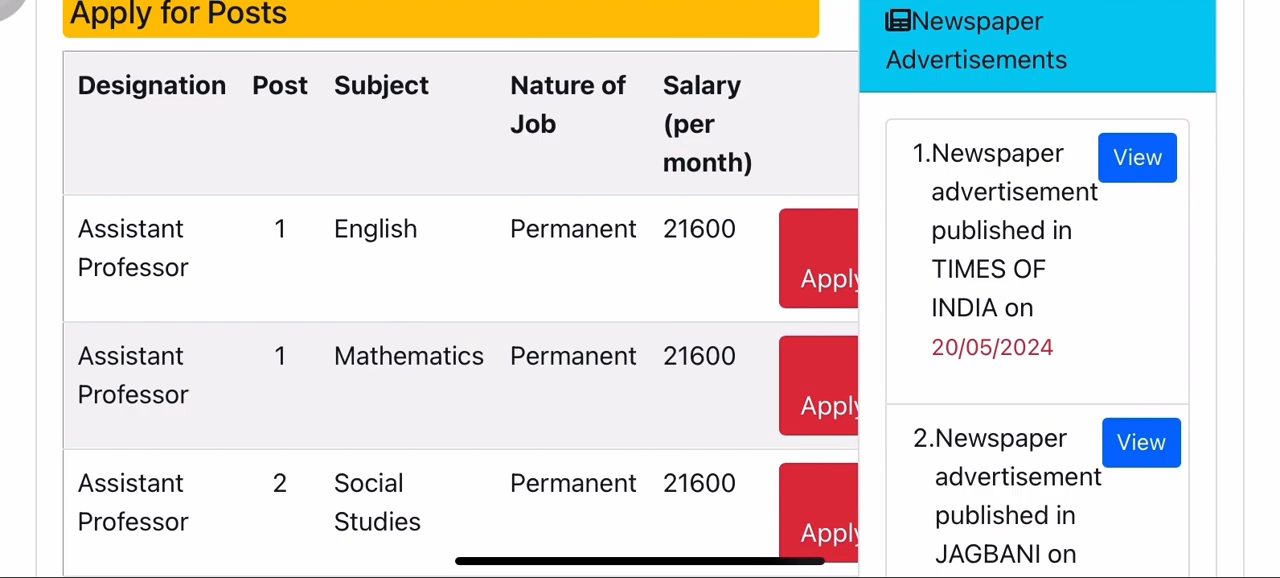 Apply for Posts
Designation Post Subject Nature of Job Salary (per month)
Assistant Professor 1 English Permanent 21600 Apply
Assistant Professor 1 Mathematics Permanent 21600 Apply
Assistant Professor 2 Social Studies Permanent 21600 Apply
Newspaper
Advertisements
1.Newspaper View
advertisement
published in
TIMES OF
INDIA on
20/05/2024
2.Newspaper View
advertisement
published in
JAGBANI on